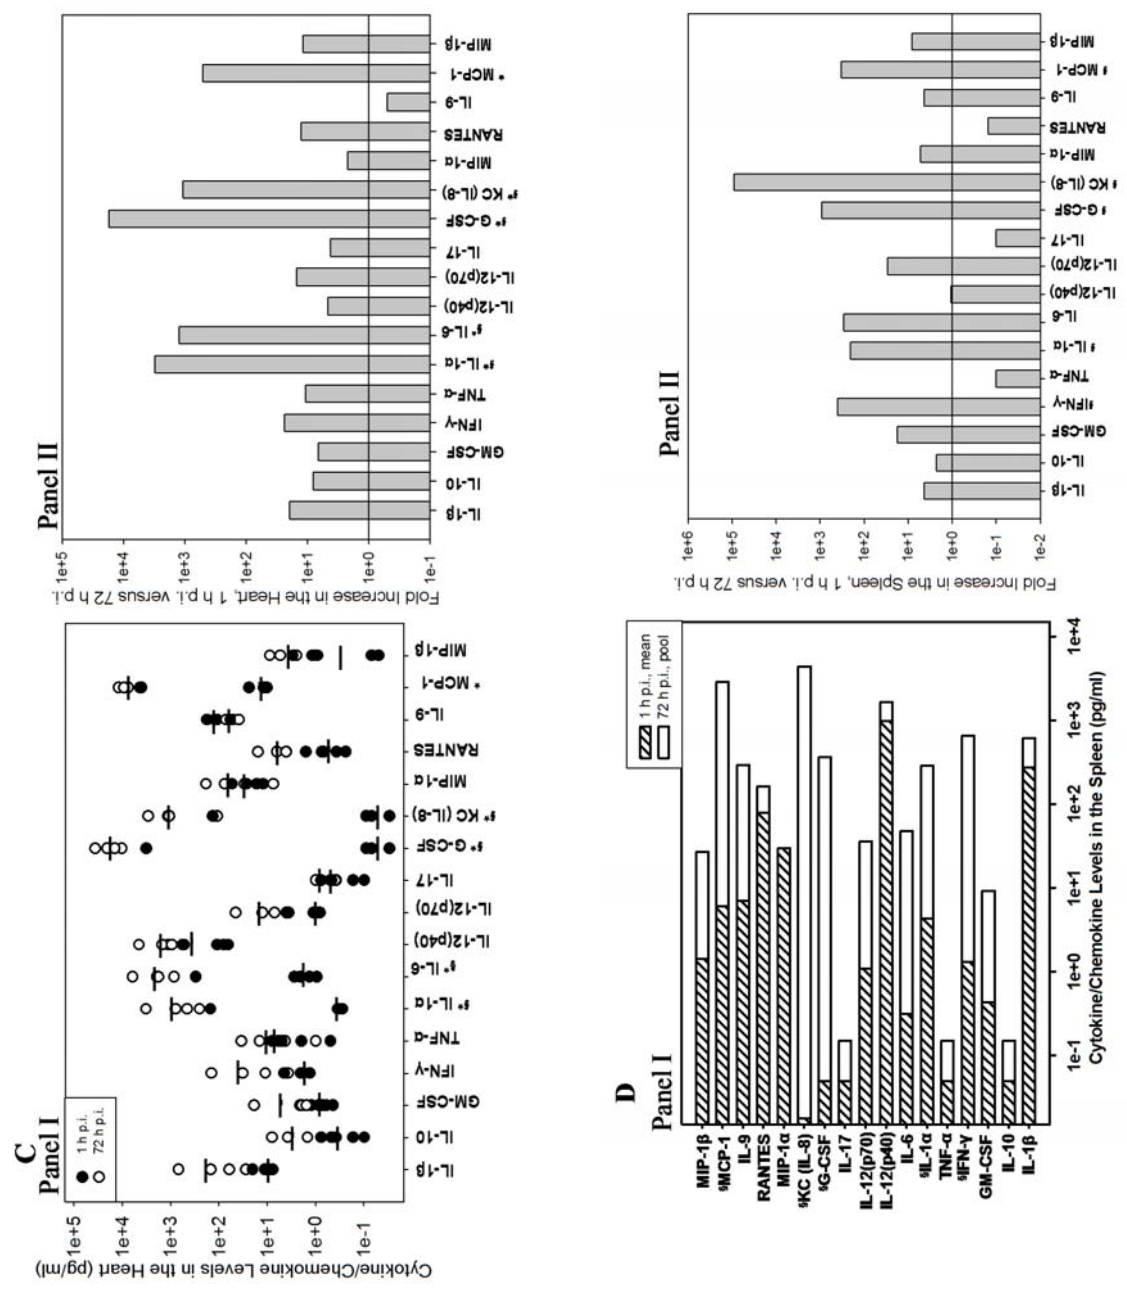 C
Panel I
● 1 h p.i.
○ 72 h p.i.
Cytokine/Chemokine Levels in the Heart (pg/ml)
1e+5
1e+4
1e+3
1e+2
1e+1
1e+0
1e-1
IL-1β
IL-10
GM-CSF
IFN-γ
TNF-α
§* IL-1α
§* IL-6
IL-12(p40)
IL-12(p70)
IL-17
§* G-CSF
§* KC (IL-8)
MIP-1α
RANTES
IL-9
* MCP-1
MIP-1β
Panel II
Fold Increase in the Heart, 1 h p.i. versus 72 h p.i.
1e+5
1e+4
1e+3
1e+2
1e+1
1e+0
1e-1
IL-1β
IL-10
GM-CSF
IFN-γ
TNF-α
§* IL-1α
§* IL-6
IL-12(p40)
IL-12(p70)
IL-17
§* G-CSF
§* KC (IL-8)
MIP-1α
RANTES
IL-9
* MCP-1
MIP-1β
D
Panel I
1 h p.i., mean
72 h p.i., pool
MIP-1β
§MCP-1
IL-9
RANTES
MIP-1α
§KC (IL-8)
§G-CSF
IL-17
IL-12(p70)
IL-12(p40)
IL-6
§IL-1α
TNF-α
§IFN-γ
GM-CSF
IL-10
IL-1β
1e-1
1e+0
1e+1
1e+2
1e+3
1e+4
Cytokine/Chemokine Levels in the Spleen (pg/ml)
Panel II
Fold Increase in the Spleen, 1 h p.i. versus 72 h p.i.
1e+6
1e+5
1e+4
1e+3
1e+2
1e+1
1e+0
1e-1
1e-2
IL-1β
IL-10
GM-CSF
§IFN-γ
TNF-α
§ IL-1α
IL-6
IL-12(p40)
IL-12(p70)
IL-17
§ G-CSF
§ KC (IL-8)
MIP-1α
RANTES
IL-9
§ MCP-1
MIP-1β